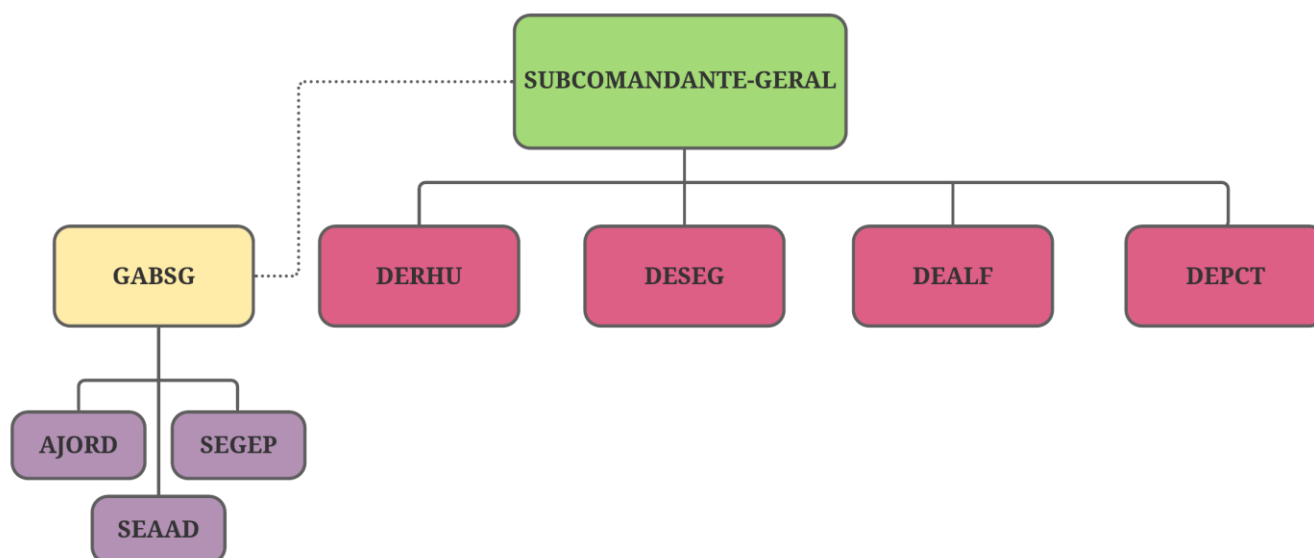 SUBCOMANDANTE-GERAL
GABSG
DERHU
DESEG
DEALF
DEPCT
AJORD
SEGEP
SEAAD